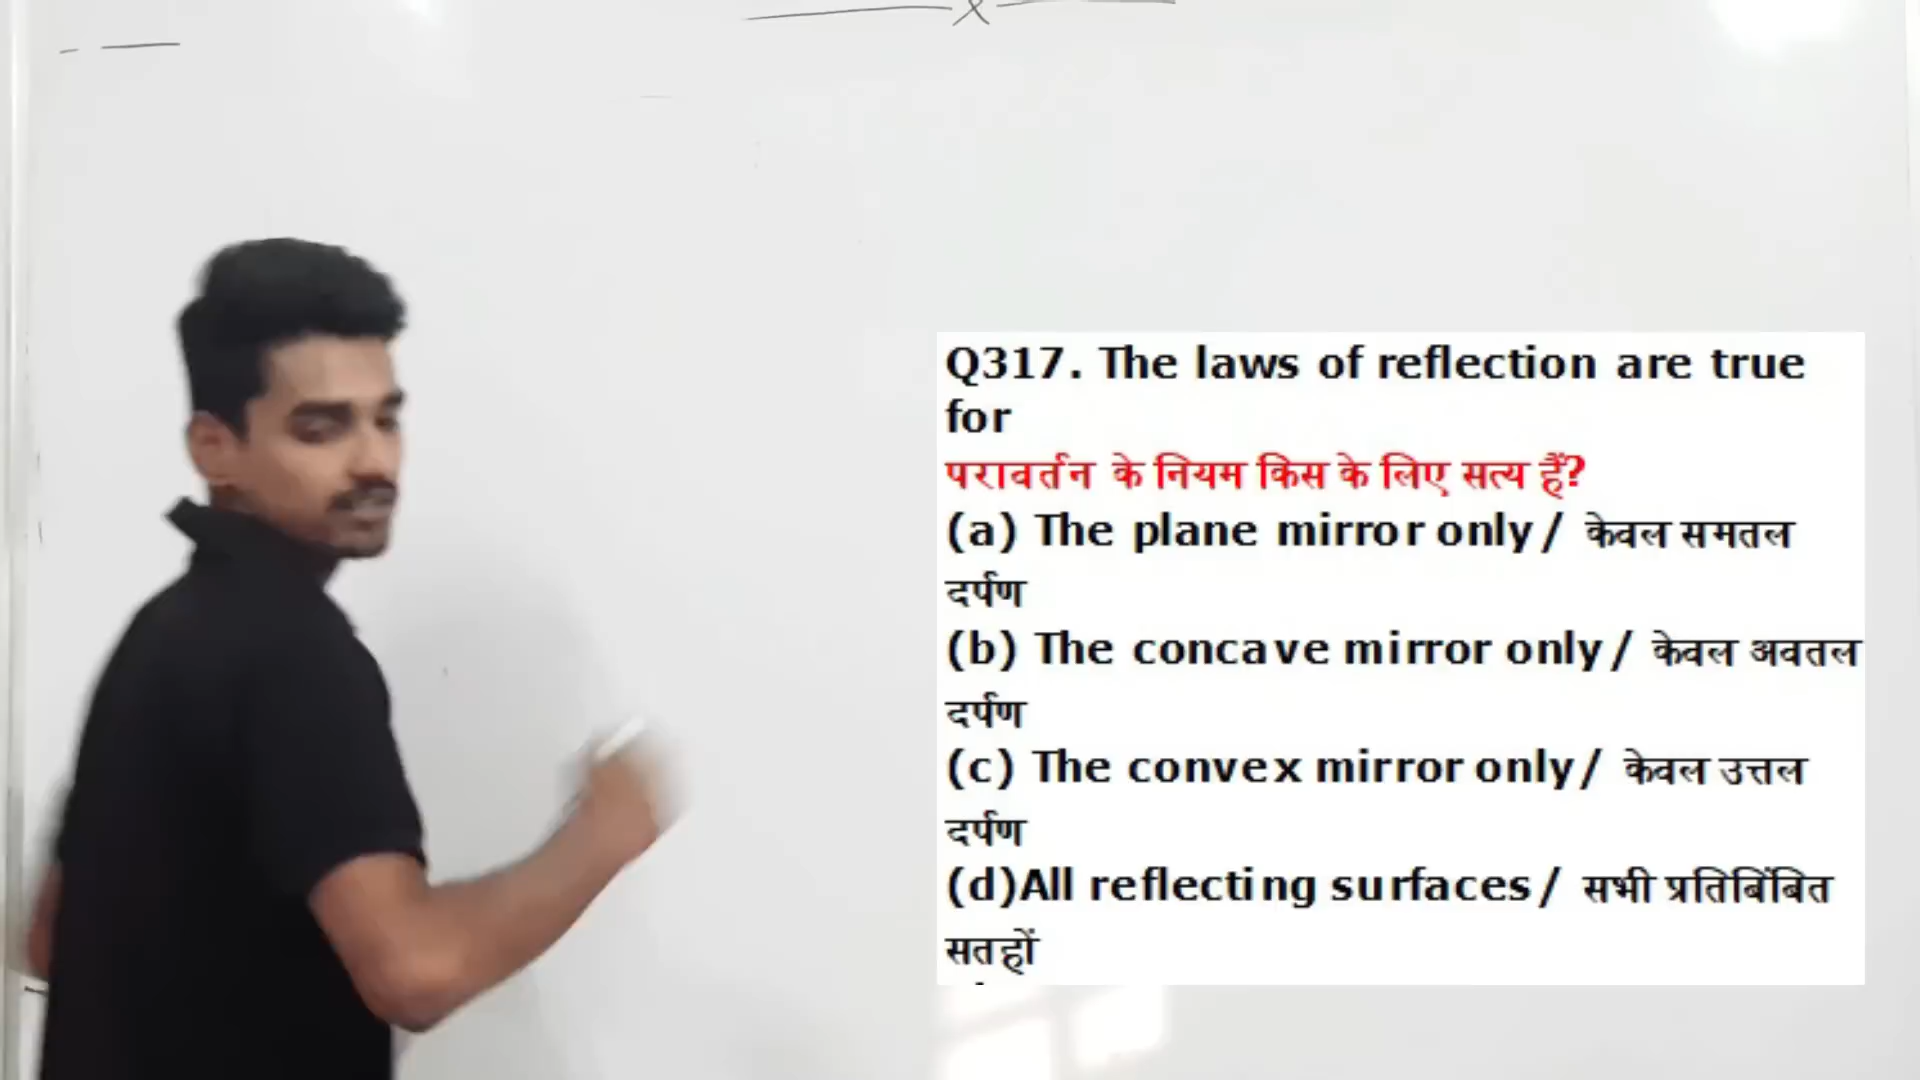 Q317. The laws of reflection are true
for
परावर्तन के नियम किस के लिए सत्य हैं?
(a) The plane mirror only/ केवल समतल
दर्पण
(b) The concave mirror only/ केवल अवतल
दर्पण
(c) The convex mirror only/ केवल उत्तल
दर्पण
(d)All reflecting surfaces/ सभी प्रतिबिंबित
सतहों